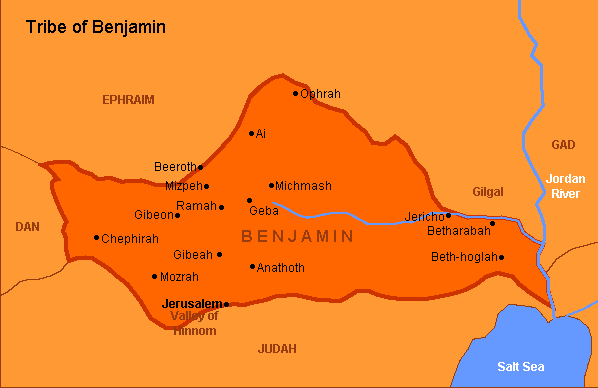 Tribe of Benjamin
Ophrah
EPHRAIM
Ai
GAD
Beeroth
Mizpeh
Michmash
Jordan
River
Gilgal
Ramah
Geba
Gibeon
Jericho
DAN
Betharabah
Chephirah
BENJAMIN
Gibeah
Beth-hoglah
Anathoth
Mozrah
Jerusalem
Valley of
Hinnom
JUDAH
Salt Sea